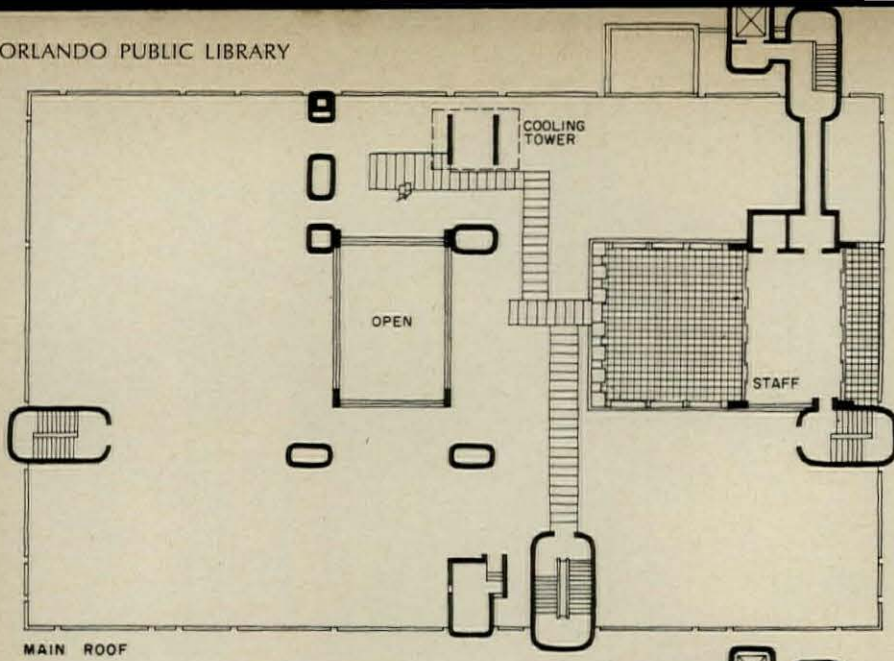 ORLANDO PUBLIC LIBRARY
COOLING
TOWER
OPEN
STAFF
MAIN ROOF